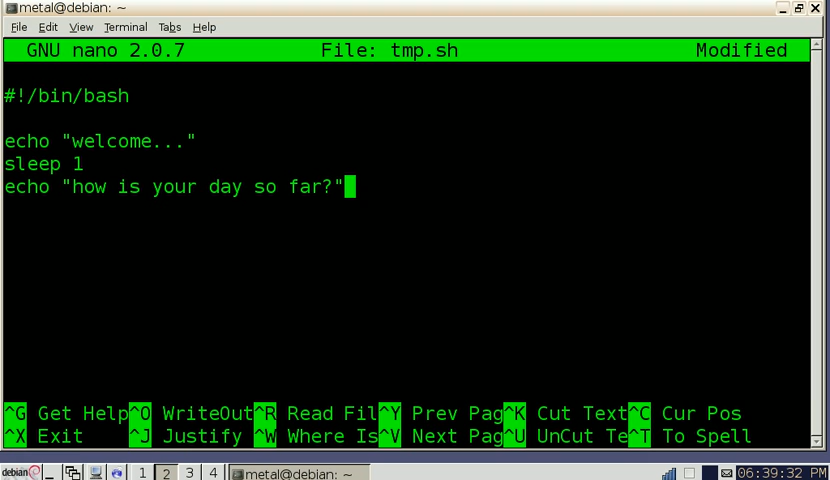 metal@debian: ~
File Edit View Terminal Tabs Help
GNU nano 2.0.7 File: tmp.sh Modified
#!/bin/bash
echo "welcome..."
sleep 1
echo "how is your day so far?"
^G Get Help^O WriteOut^R Read Fil^Y Prev Pag^K Cut Text^C Cur Pos
^X Exit ^J Justify ^W Where Is^V Next Pag^U UnCut Te^T To Spell
debian 1 2 3 4 metal@debian: ~ 06:39:32 PM